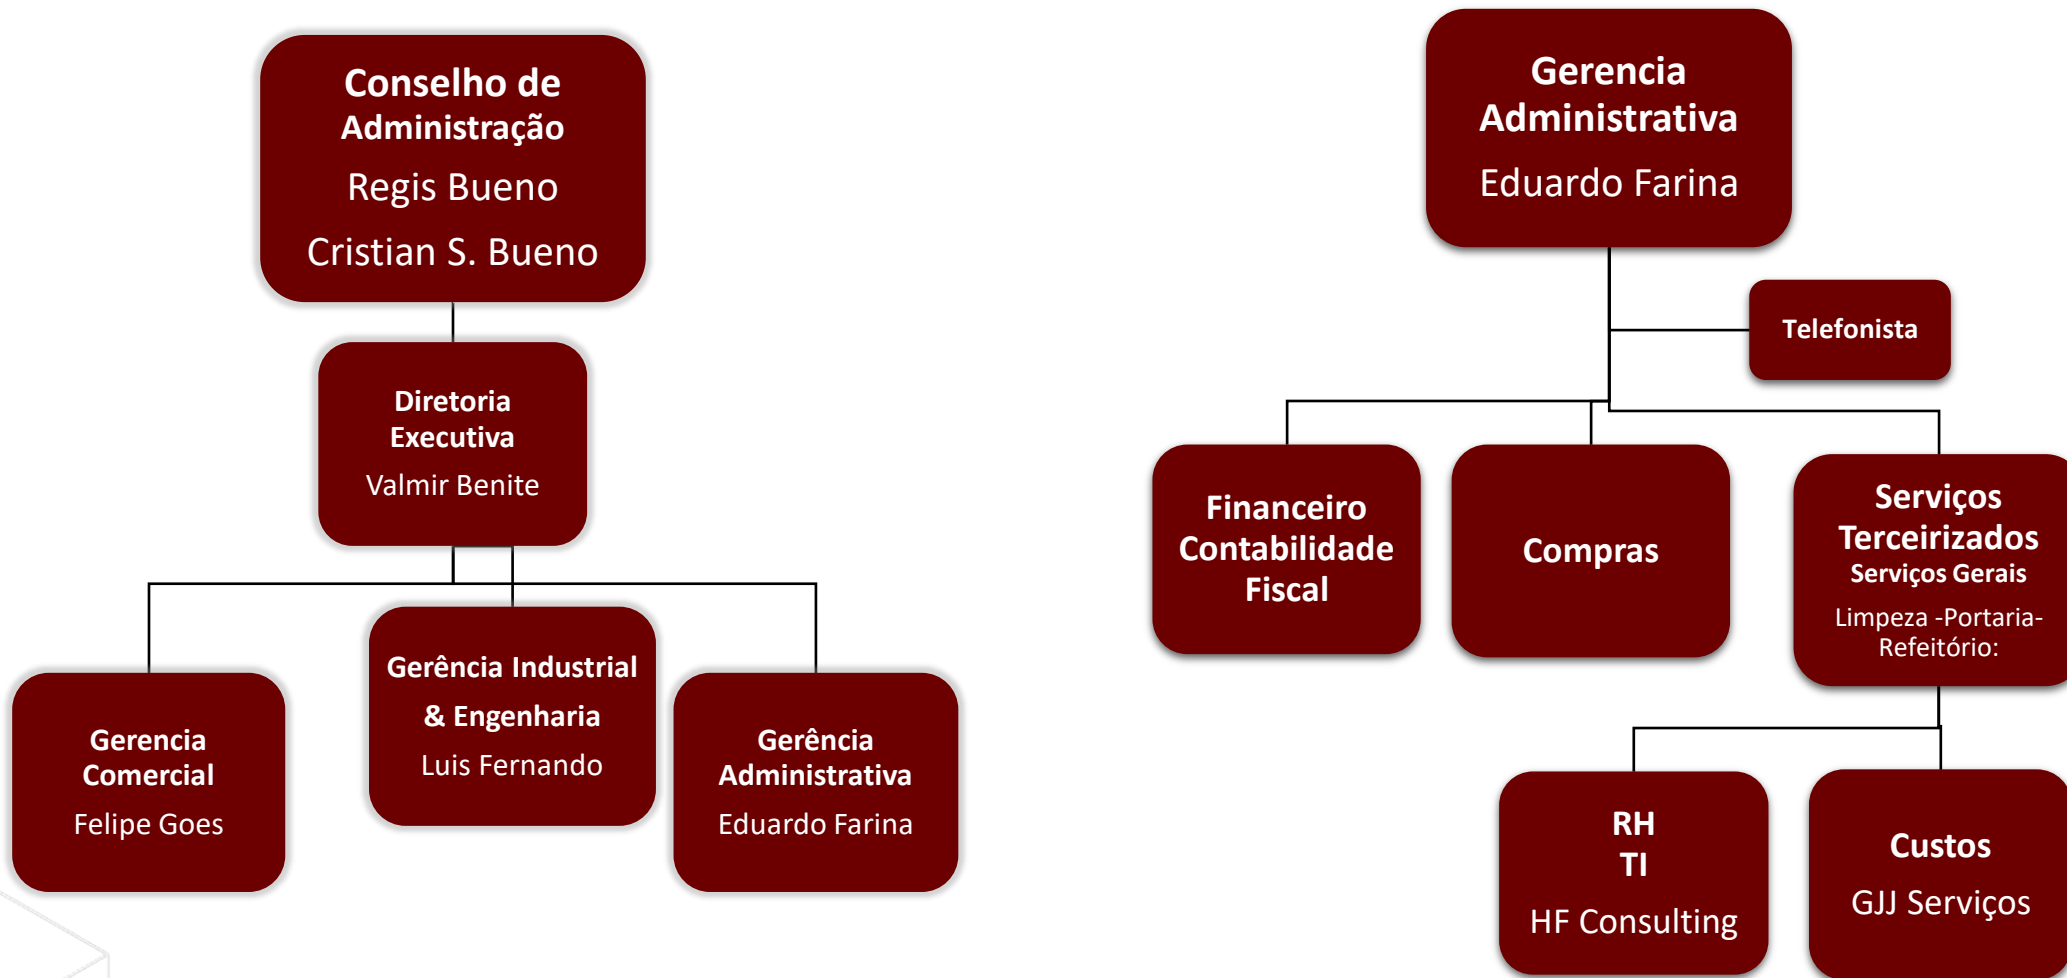 Conselho de
Administração
Regis Bueno
Cristian S. Bueno
Diretoria
Executiva
Valmir Benite
Gerencia
Comercial
Felipe Goes
Gerência Industrial
& Engenharia
Luis Fernando
Gerência
Administrativa
Eduardo Farina
Gerencia
Administrativa
Eduardo Farina
Telefonista
Financeiro
Contabilidade
Fiscal
Compras
Serviços
Terceirizados
Serviços Gerais
Limpeza -Portaria-
Refeitório:
RH
TI
HF Consulting
Custos
GJJ Serviços